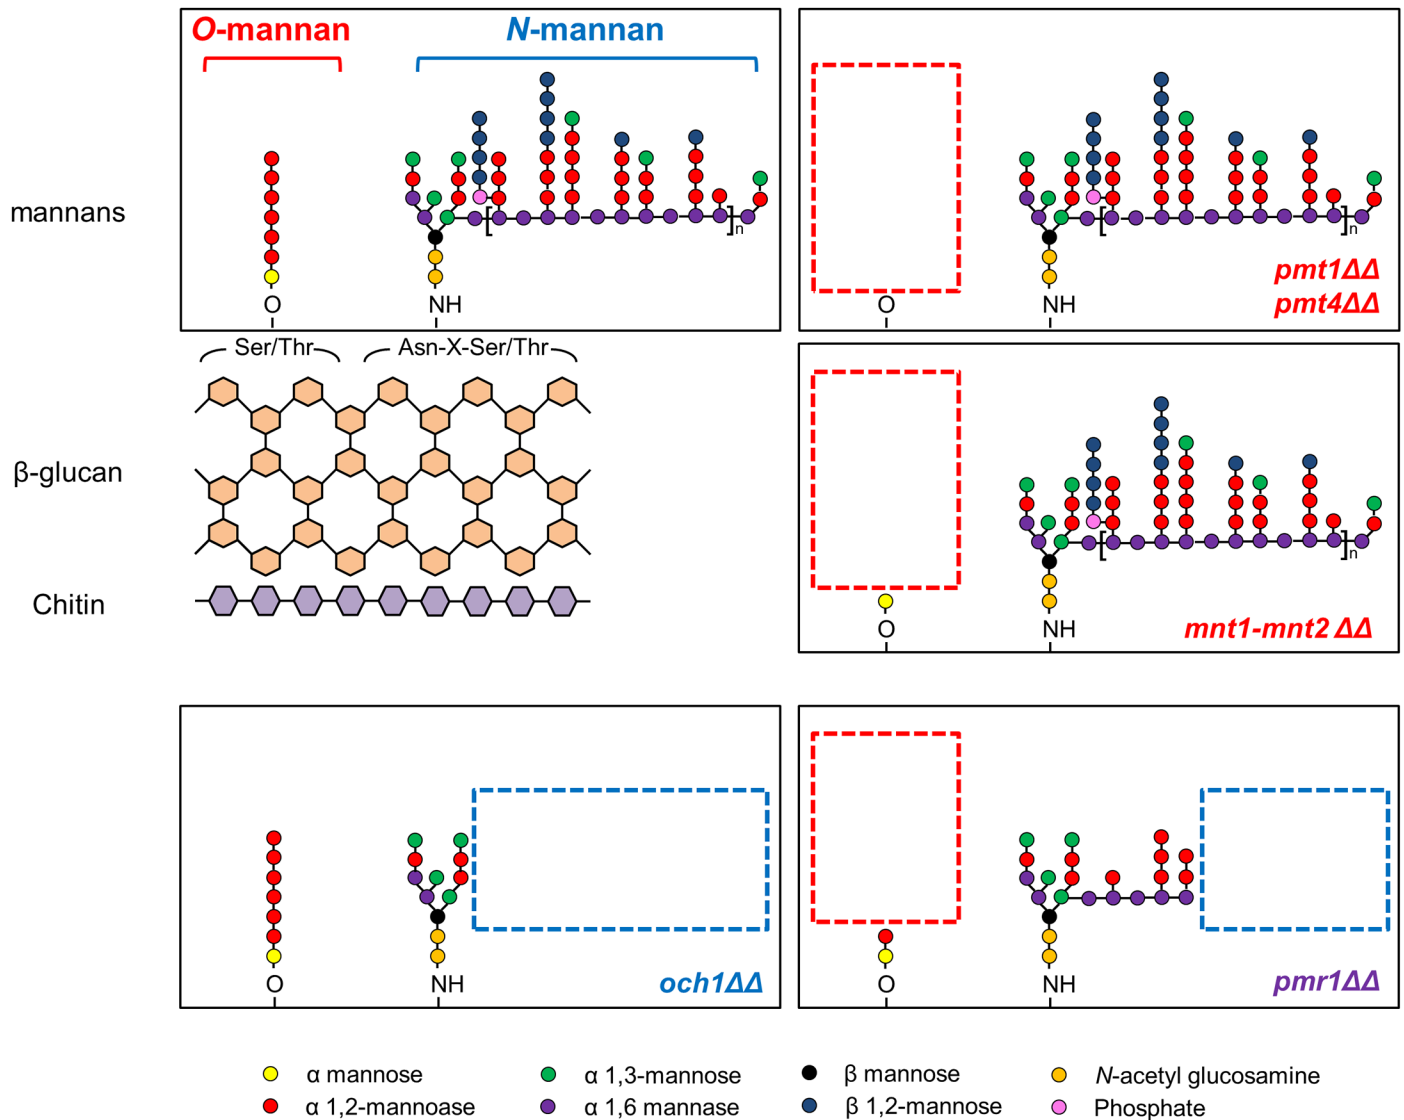 O-mannan N-mannan
mannans
O NH
O NH
pmt1ΔΔ
pmt4ΔΔ
[ ]n
[ ]n
Ser/Thr Asn-X-Ser/Thr
β-glucan
Chitin
[ ]n
O NH
mnt1-mnt2 ΔΔ
O NH
och1ΔΔ
O NH
pmr1ΔΔ
α mannose
α 1,3-mannose
β mannose
N-acetyl glucosamine
α 1,2-mannoase
α 1,6 mannase
β 1,2-mannose
Phosphate